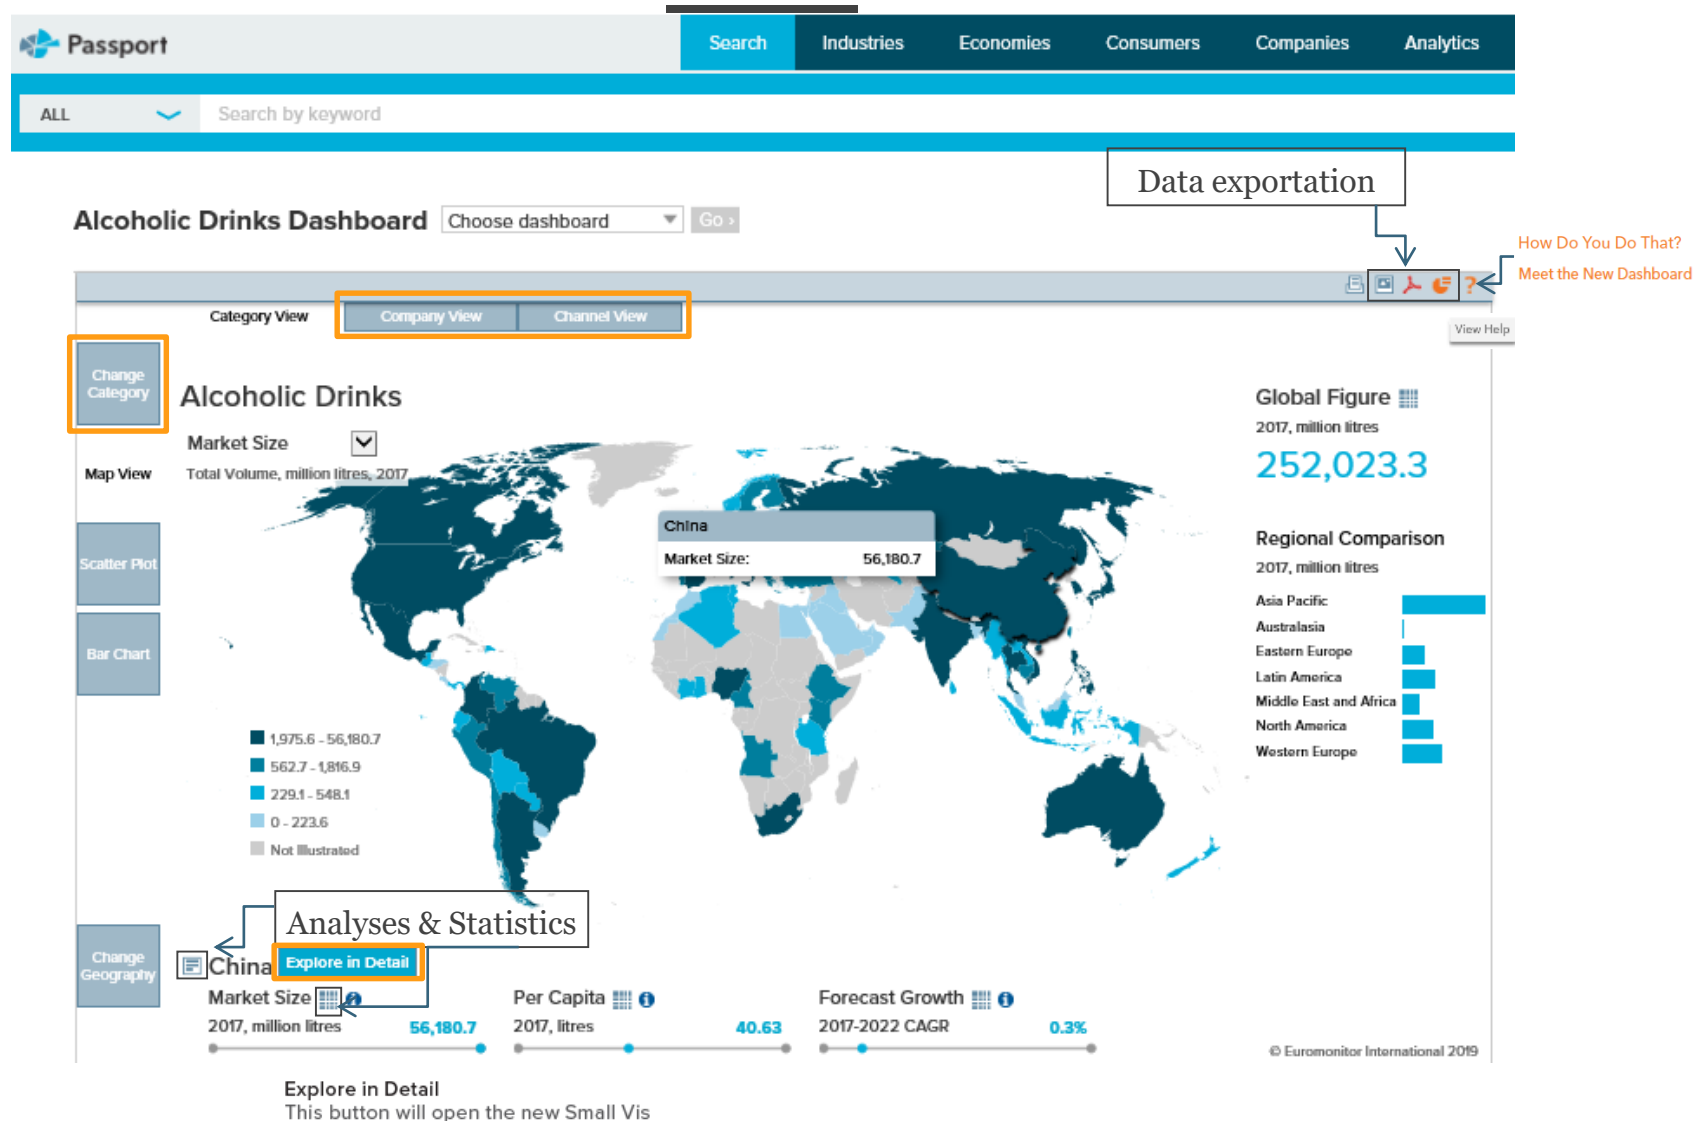 Passport
Search Industries Economies Consumers Companies Analytics
ALL Search by keyword
Data exportation
Alcoholic Drinks Dashboard Choose dashboard Go ›
How Do You Do That?
Meet the New Dashboard
?
Category View Company View Channel View
View Help
Change
Category
Alcoholic Drinks
Market Size
Total Volume, million litres, 2017
Map View
Scatter Plot
Bar Chart
China
Market Size: 56,180.7
Global Figure
2017, million litres
252,023.3
Regional Comparison
2017, million litres
Asia Pacific
Australasia
Eastern Europe
Latin America
Middle East and Africa
North America
Western Europe
1,975.6 - 56,180.7
562.7 - 1,816.9
229.1 - 548.1
0 - 223.6
Not Illustrated
Analyses & Statistics
Change
Geography
China Explore in Detail
Market Size Per Capita Forecast Growth
2017, million litres 56,180.7 2017, litres 40.63 2017-2022 CAGR 0.3%
© Euromonitor International 2019
Explore in Detail
This button will open the new Small Vis